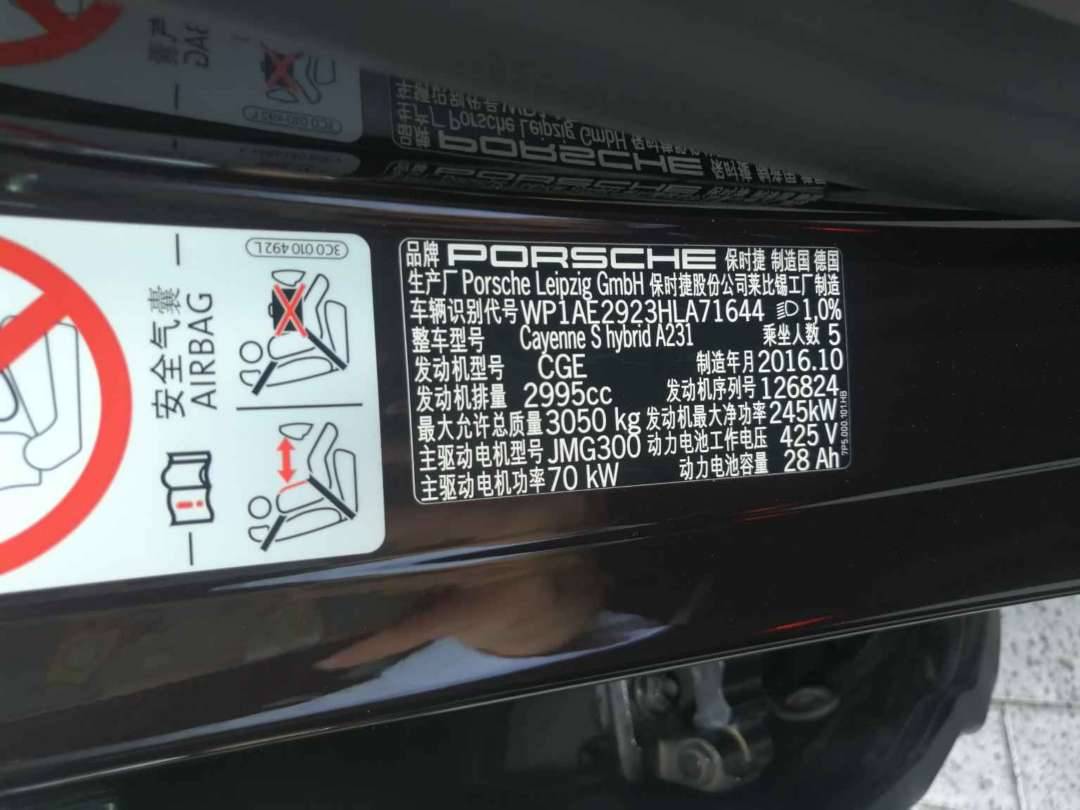 品牌 PORSCHE 保时捷 制造国 德国
生产厂 Porsche Leipzig GmbH 保时捷股份公司莱比锡工厂制造
车辆识别代号 WP1AE2923HLA71644 1,0%
整车型号 Cayenne S hybrid A231 乘坐人数 5
发动机型号 CGE 制造年月 2016.10
发动机排量 2995cc 发动机序列号 126824
最大允许总质量 3050 kg 发动机最大净功率 245kW
主驱动电机型号 JMG300 动力电池工作电压 425 V
主驱动电机功率 70 kW 动力电池容量 28 Ah
7P5.000.101.HB
安全气囊
AIRBAG
3C0 010 492 L